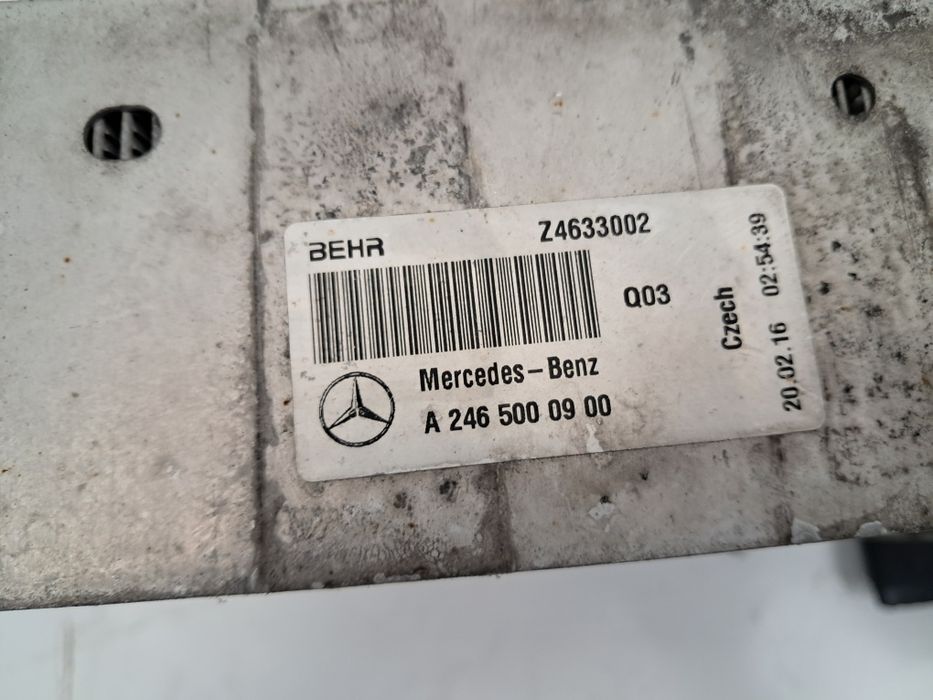 BEHR
Z4633002
Q03
Mercedes-Benz
A 246 500 09 00
Czech
20.02.16 02:54:39